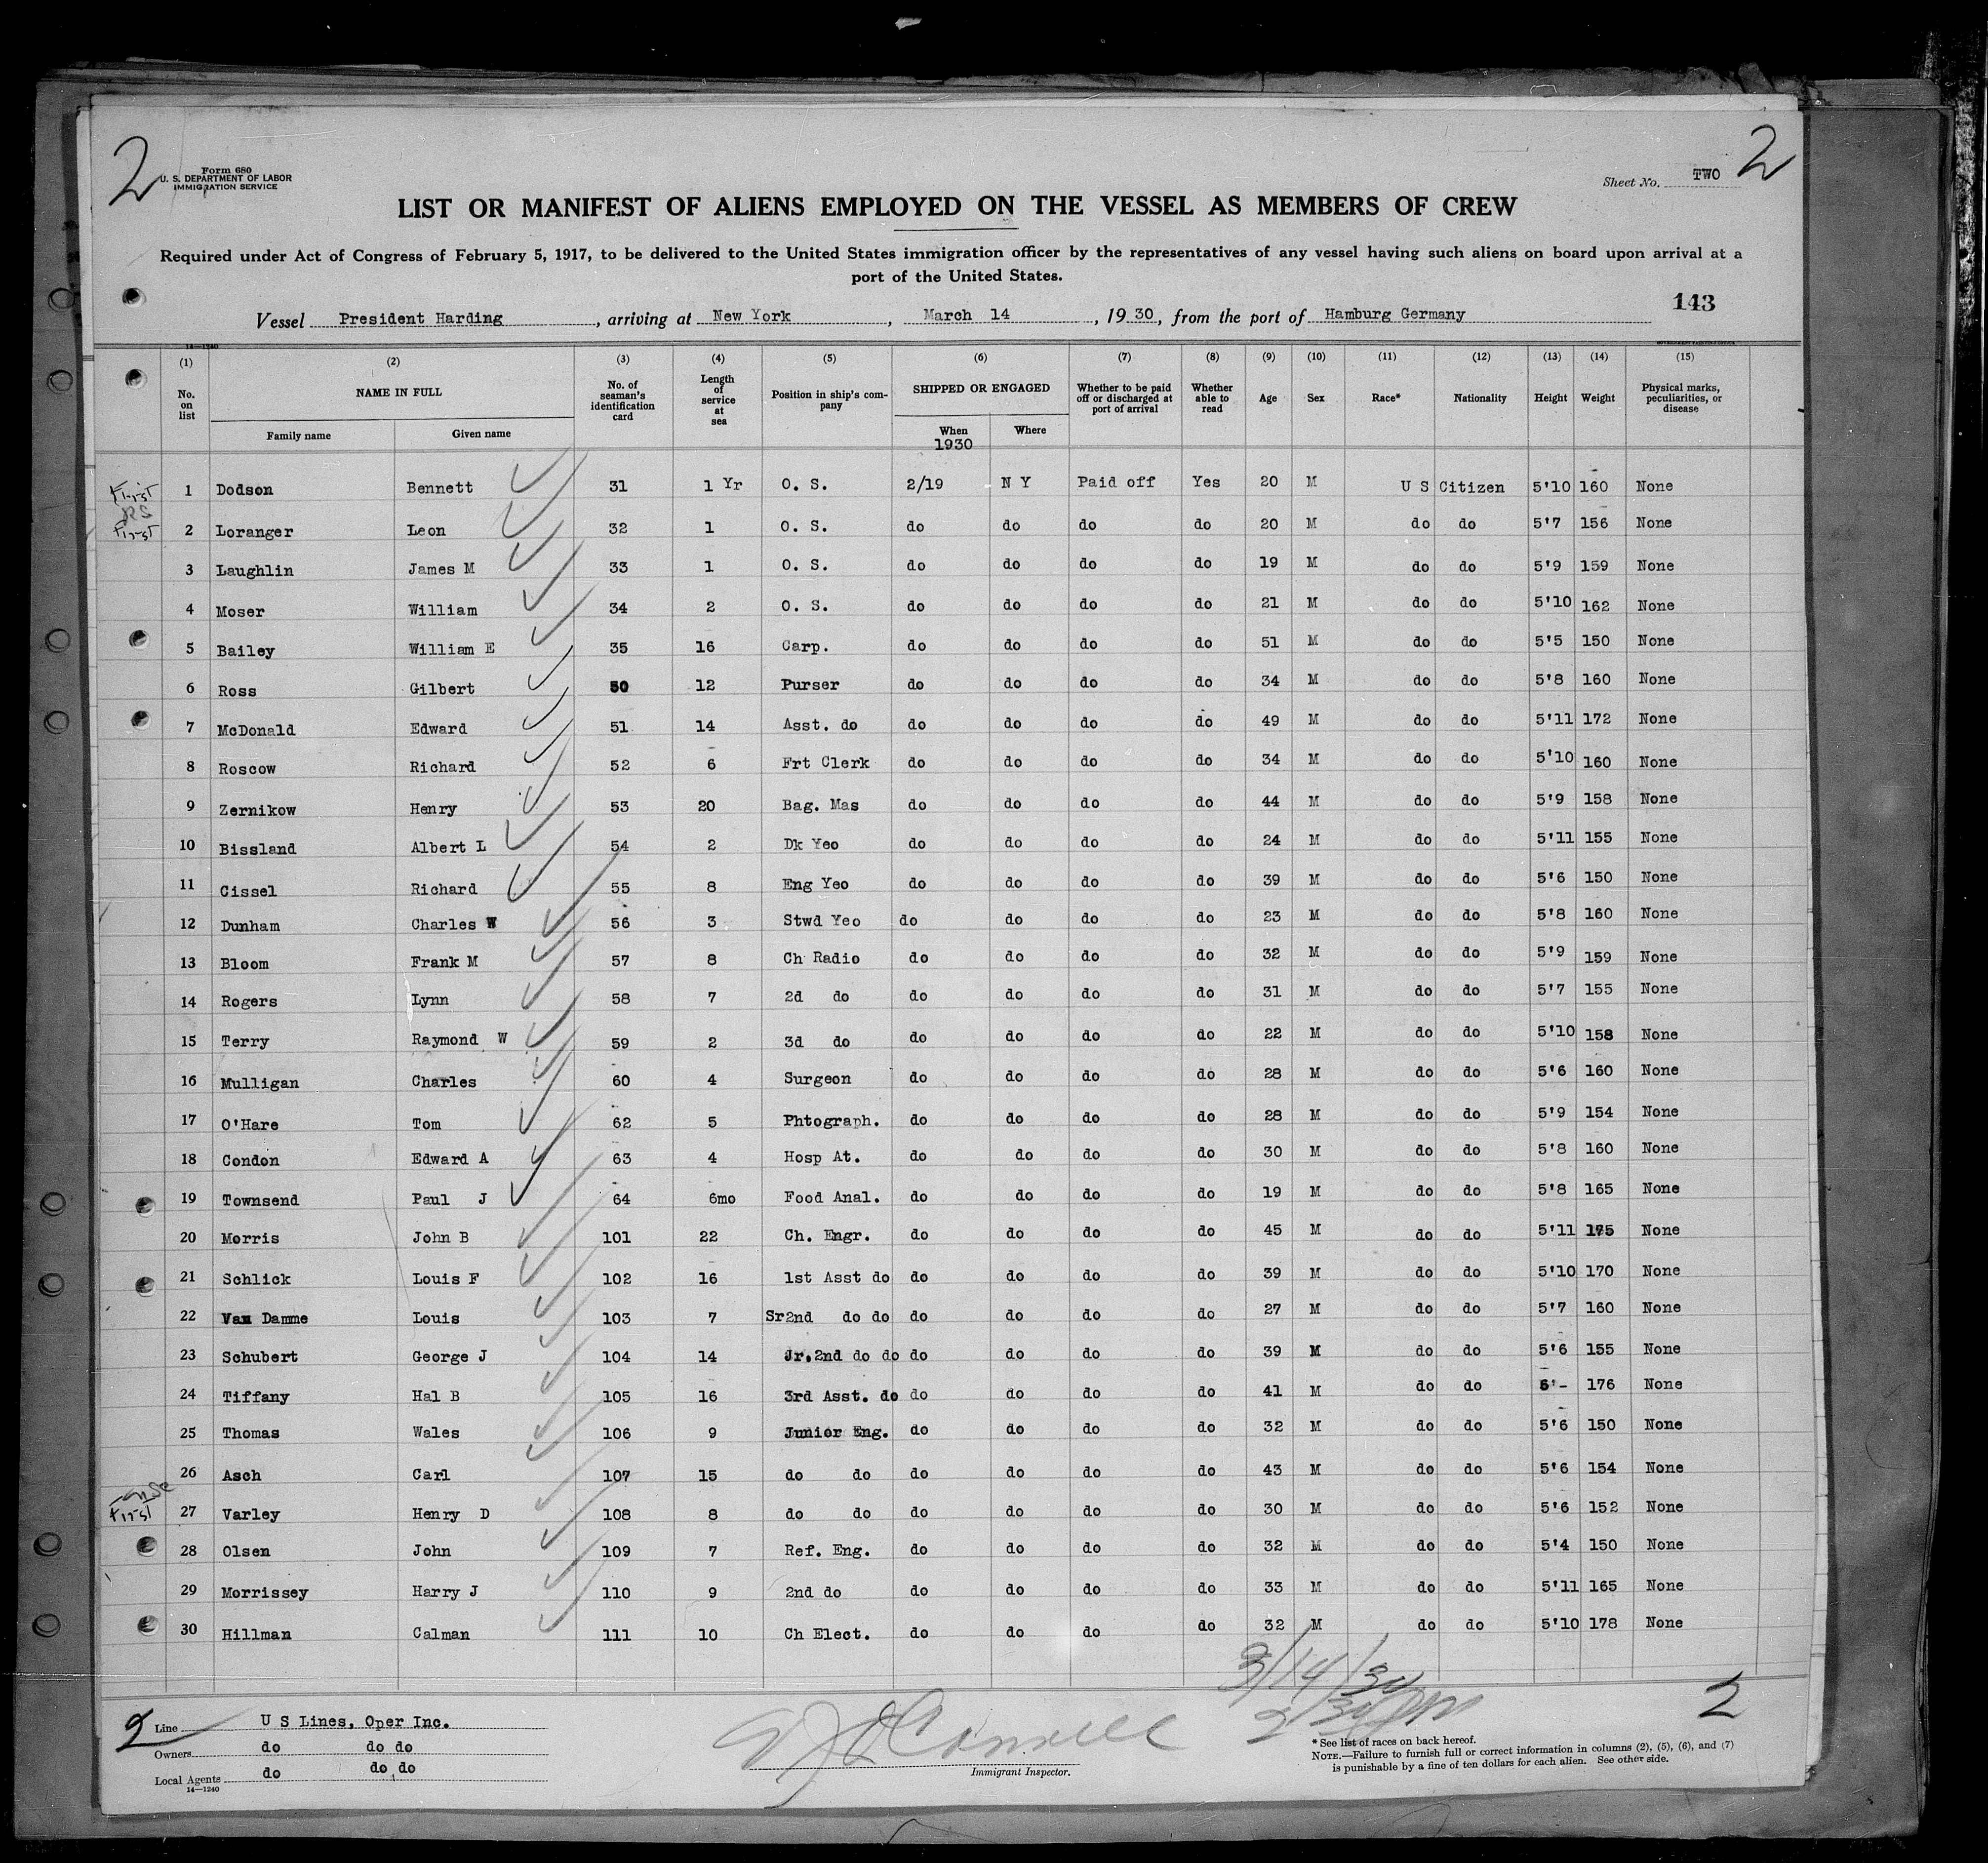 2
Form 680
U. S. DEPARTMENT OF LABOR
IMMIGRATION SERVICE
Sheet No. TWO
2
LIST OR MANIFEST OF ALIENS EMPLOYED ON THE VESSEL AS MEMBERS OF CREW
Required under Act of Congress of February 5, 1917, to be delivered to the United States immigration officer by the representatives of any vessel having such aliens on board upon arrival at a
port of the United States.
143
Vessel President Harding, arriving at New York, March 14, 1930, from the port of Hamburg Germany
14—1240
(1) (2) (3) (4) (5) (6) (7) (8) (9) (10) (11) (12) (13) (14) (15)
No. on list NAME IN FULL Family name Given name No. of seaman's identification card Length of service at sea Position in ship's company SHIPPED OR ENGAGED When 1930 Where Whether to be paid off or discharged at port of arrival Whether able to read Age Sex Race* Nationality Height Weight Physical marks, peculiarities, or disease
First 1 Dodson Bennett 31 1 Yr O. S. 2/19 N Y Paid off Yes 20 M U S Citizen 5'10 160 None
First 2 Loranger Leon 32 1 O. S. do do do do 20 M do do 5'7 156 None
3 Laughlin James M 33 1 O. S. do do do do 19 M do do 5'9 159 None
4 Moser William 34 2 O. S. do do do do 21 M do do 5'10 162 None
5 Bailey William E 35 16 Carp. do do do do 51 M do do 5'5 150 None
6 Ross Gilbert 50 12 Purser do do do do 34 M do do 5'8 160 None
7 McDonald Edward 51 14 Asst. do do do do do 49 M do do 5'11 172 None
8 Roscow Richard 52 6 Frt Clerk do do do do 34 M do do 5'10 160 None
9 Zernikow Henry 53 20 Bag. Mas do do do do 44 M do do 5'9 158 None
10 Bissland Albert L 54 2 Dk Yeo do do do do 24 M do do 5'11 155 None
11 Cissel Richard 55 8 Eng Yeo do do do do 39 M do do 5'6 150 None
12 Dunham Charles W 56 3 Stwd Yeo do do do do 23 M do do 5'8 160 None
13 Bloom Frank M 57 8 Ch Radio do do do do 32 M do do 5'9 159 None
14 Rogers Lynn 58 7 2d do do do do do 31 M do do 5'7 155 None
15 Terry Raymond W 59 2 3d do do do do do 22 M do do 5'10 158 None
16 Mulligan Charles 60 4 Surgeon do do do do 28 M do do 5'6 160 None
17 O'Hare Tom 62 5 Phtograph. do do do do 28 M do do 5'9 154 None
18 Condon Edward A 63 4 Hosp At. do do do do 30 M do do 5'8 160 None
19 Townsend Paul J 64 6mo Food Anal. do do do do 19 M do do 5'8 165 None
20 Morris John B 101 22 Ch. Engr. do do do do 45 M do do 5'11 175 None
21 Schlick Louis F 102 16 1st Asst do do do do do 39 M do do 5'10 170 None
22 Van Damme Louis 103 7 Sr2nd do do do do do do 27 M do do 5'7 160 None
23 Schubert George J 104 14 Jr.2nd do do do do do do 39 M do do 5'6 155 None
24 Tiffany Hal B 105 16 3rd Asst. do do do do do 41 M do do 6'- 176 None
25 Thomas Wales 106 9 Junior Eng. do do do do 32 M do do 5'6 150 None
26 Asch Carl 107 15 do do do do do do 43 M do do 5'6 154 None
First 27 Varley Henry D 108 8 do do do do do do 30 M do do 5'6 152 None
28 Olsen John 109 7 Ref. Eng. do do do do 32 M do do 5'4 150 None
29 Morrissey Harry J 110 9 2nd do do do do do 33 M do do 5'11 165 None
30 Hillman Calman 111 10 Ch Elect. do do do do 32 M do do 5'10 178 None
3/14/30
2
2
Line U S Lines, Oper Inc.
Owners do do do
Local Agents do do do
14—1240
Immigrant Inspector.
* See list of races on back hereof.
NOTE.—Failure to furnish full or correct information in columns (2), (5), (6), and (7)
is punishable by a fine of ten dollars for each alien. See other side.